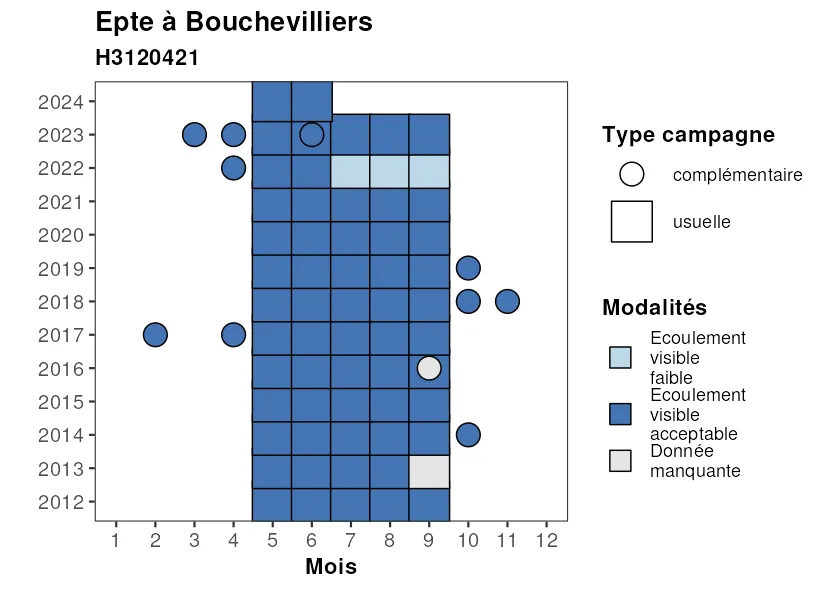 Epte à Bouchevilliers
H3120421
2024
2023
2022
2021
2020
2019
2018
2017
2016
2015
2014
2013
2012
1 2 3 4 5 6 7 8 9 10 11 12
Mois
Type campagne
complémentaire
usuelle
Modalités
Ecoulement
visible
faible
Ecoulement
visible
acceptable
Donnée
manquante